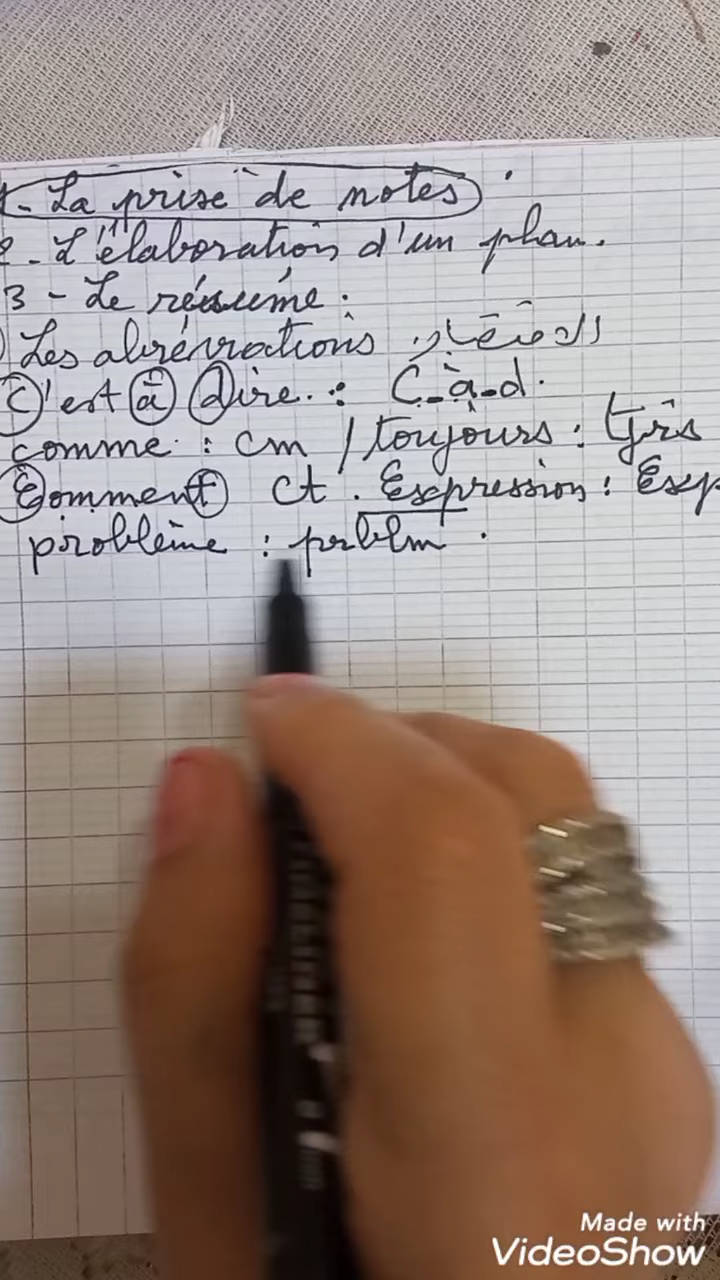 1. La prise de notes.
2. L'élaboration d'un plan.
3 - Le résumé.
Les abréviations
C'est à dire : C-à-d.
comme : cm / toujours : tjrs
Comment Ct. Expression : Exp
problème : prblm.
Made with
VideoShow